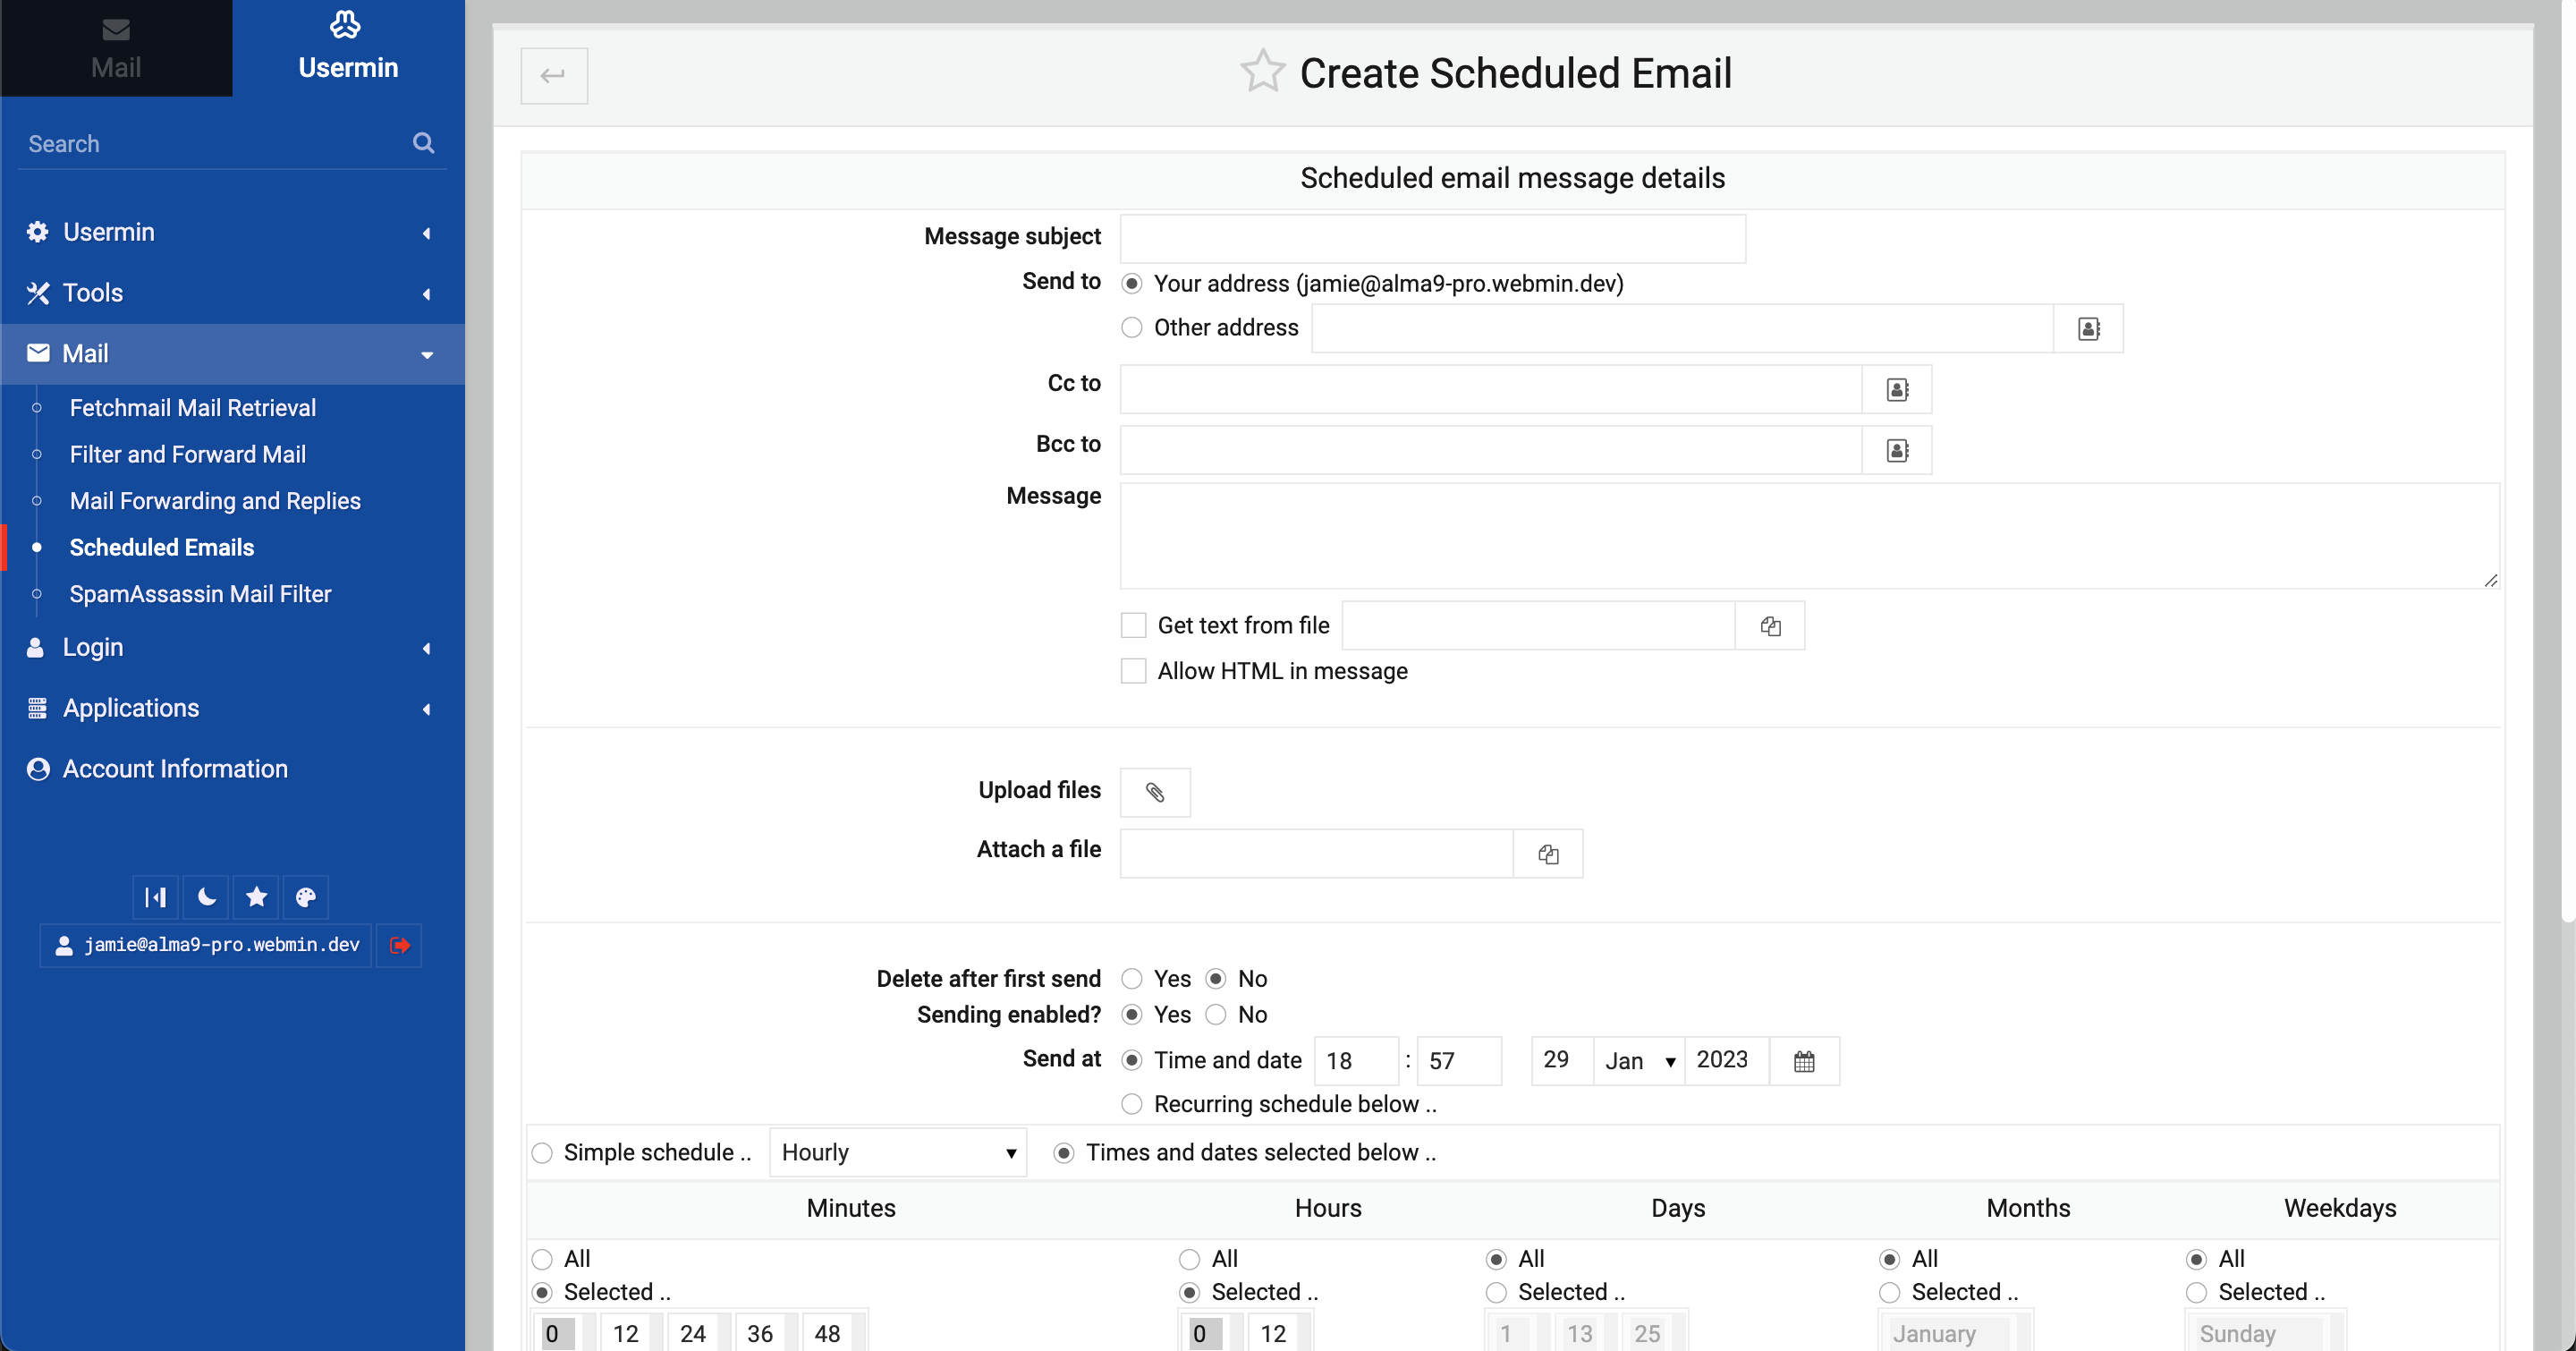 Mail
Usermin
Search
Usermin
Tools
Mail
Fetchmail Mail Retrieval
Filter and Forward Mail
Mail Forwarding and Replies
Scheduled Emails
SpamAssassin Mail Filter
Login
Applications
Account Information
jamie@alma9-pro.webmin.dev
Create Scheduled Email
Scheduled email message details
Message subject
Send to Your address (jamie@alma9-pro.webmin.dev)
Other address
Cc to
Bcc to
Message
Get text from file
Allow HTML in message
Upload files
Attach a file
Delete after first send Yes No
Sending enabled? Yes No
Send at Time and date 18 : 57 29 Jan 2023
Recurring schedule below ..
Simple schedule .. Hourly Times and dates selected below ..
Minutes Hours Days Months Weekdays
All All All All All
Selected .. Selected .. Selected .. Selected .. Selected ..
0 12 24 36 48 0 12 1 13 25 January Sunday